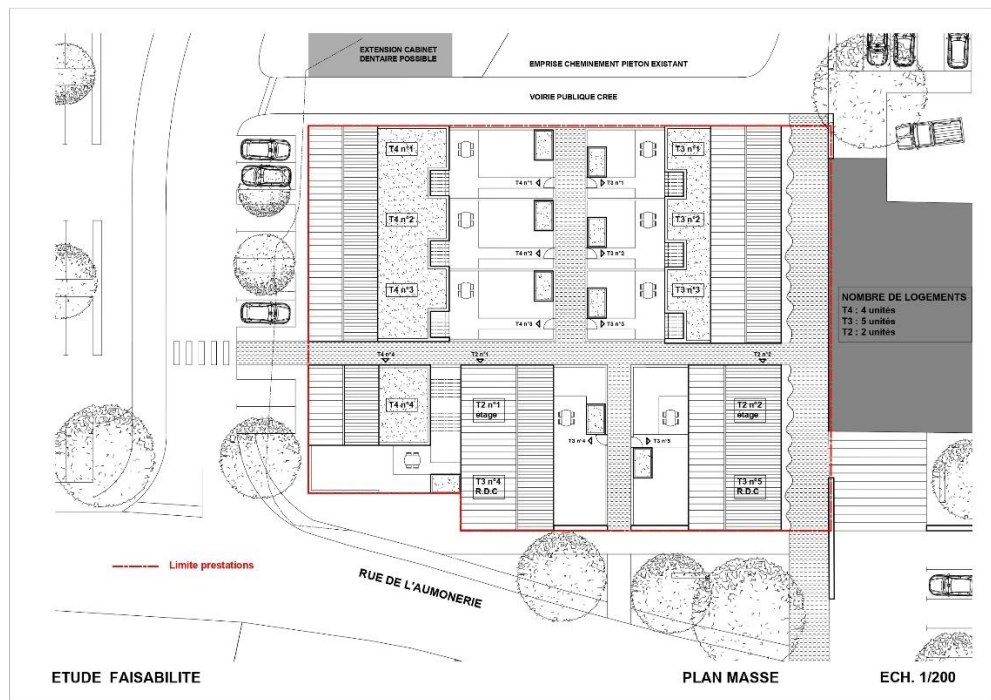 EXTENSION CABINET
DENTAIRE POSSIBLE
EMPRISE CHEMINEMENT PIETON EXISTANT
VOIRIE PUBLIQUE CREE
T4 n°1
T3 n°1
T4 n°1
T3 n°1
T4 n°2
T3 n°2
T4 n°2
T3 n°2
T4 n°3
T3 n°3
T4 n°3
T3 n°3
NOMBRE DE LOGEMENTS
T4 : 4 unités
T3 : 5 unités
T2 : 2 unités
T4 n°4
T2 n°1
T2 n°2
T4 n°4
T2 n°1
étage
T2 n°2
étage
T3 n°4
T3 n°5
T3 n°4
R.D.C
T3 n°5
R.D.C
Limite prestations
RUE DE L'AUMONERIE
ETUDE FAISABILITE
PLAN MASSE
ECH. 1/200